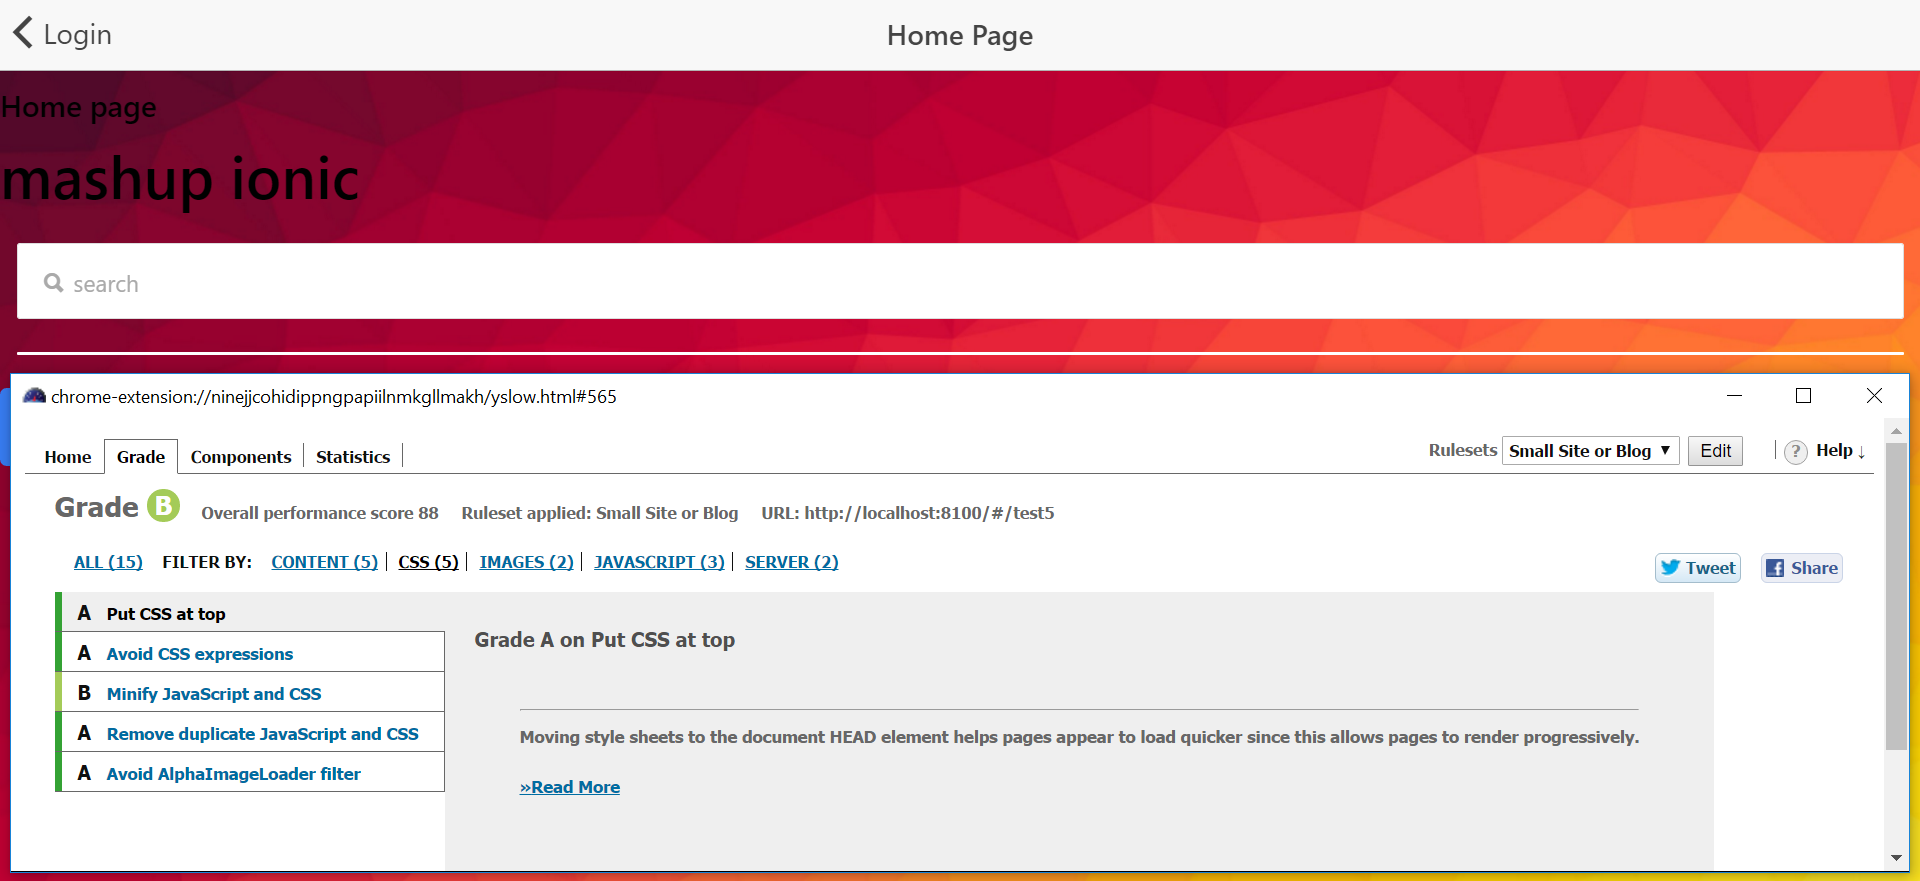 Login
Home Page
Home page
mashup ionic
search
chrome-extension://ninejjcohidippngpapiilnmkgllmakh/yslow.html#565
Home Grade Components Statistics Rulesets Small Site or Blog ▼ Edit ? Help ↓
Grade B Overall performance score 88 Ruleset applied: Small Site or Blog URL: http://localhost:8100/#/test5
ALL (15) FILTER BY: CONTENT (5) CSS (5) IMAGES (2) JAVASCRIPT (3) SERVER (2)
Tweet Share
A Put CSS at top
A Avoid CSS expressions
B Minify JavaScript and CSS
A Remove duplicate JavaScript and CSS
A Avoid AlphaImageLoader filter
Grade A on Put CSS at top
Moving style sheets to the document HEAD element helps pages appear to load quicker since this allows pages to render progressively.
»Read More